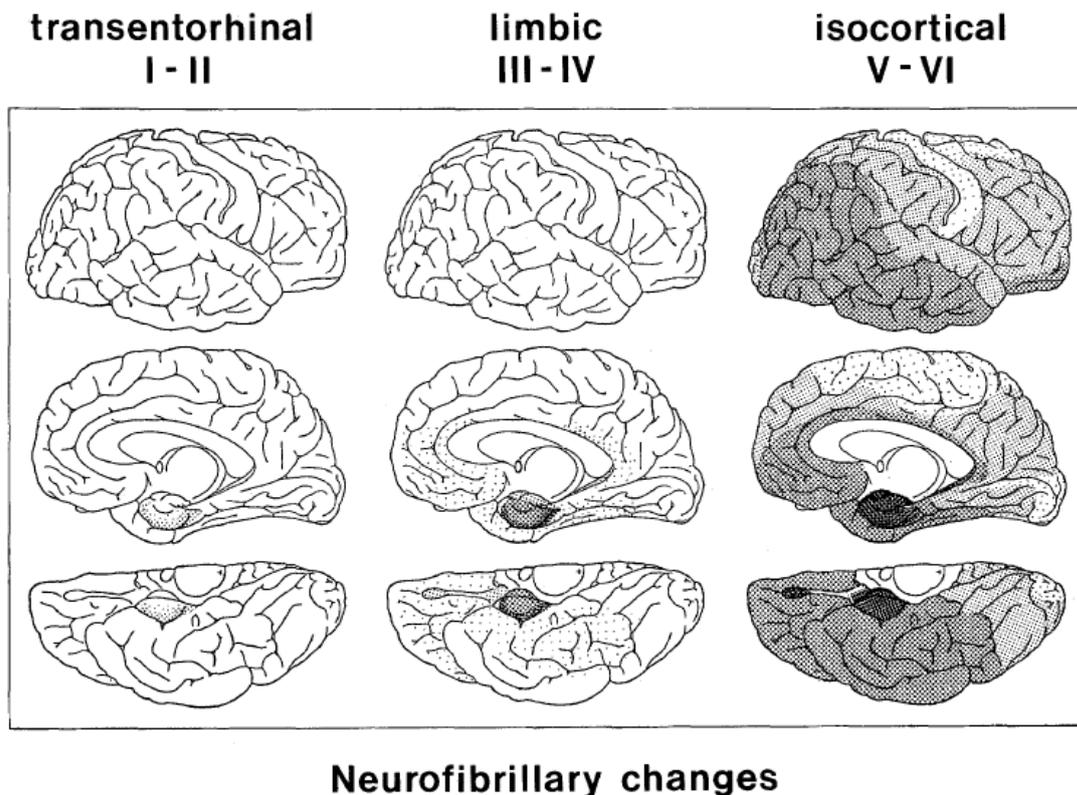 transentorhinal
I - II
limbic
III - IV
isocortical
V - VI
Neurofibrillary changes